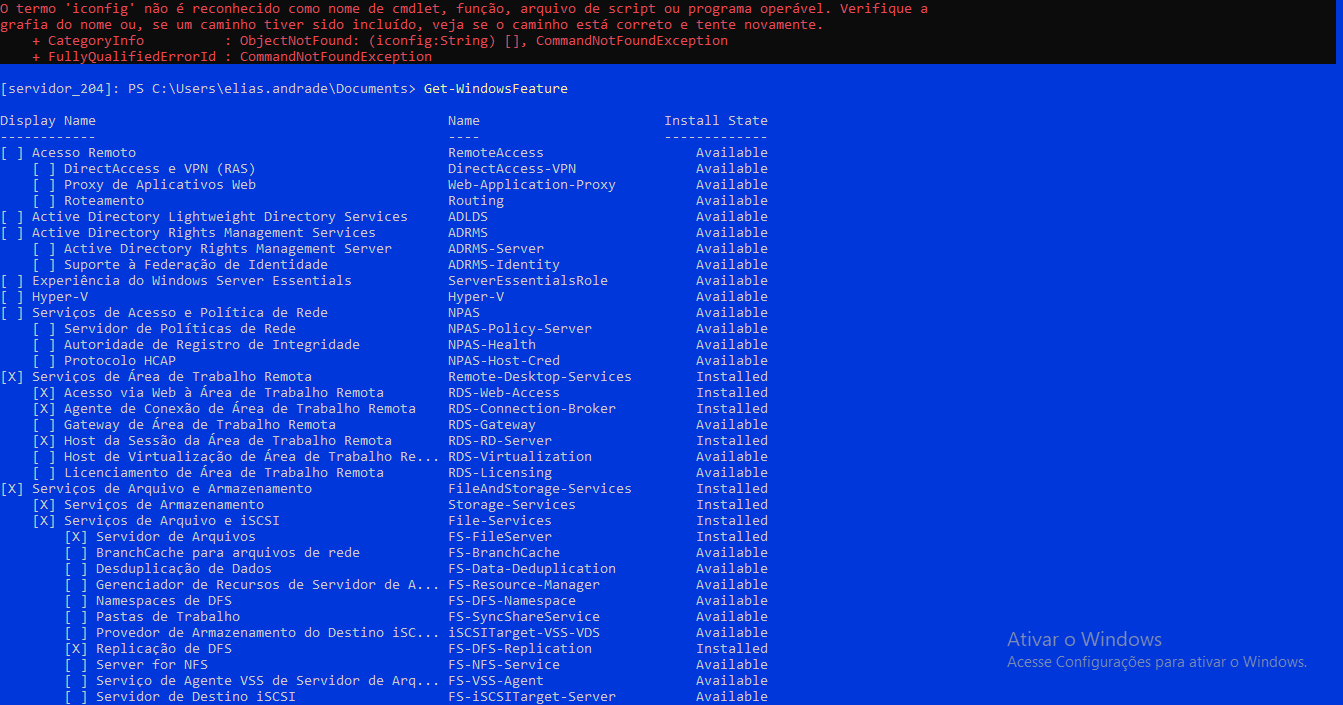 O termo 'iconfig' não é reconhecido como nome de cmdlet, função, arquivo de script ou programa operável. Verifique a
grafia do nome ou, se um caminho tiver sido incluído, veja se o caminho está correto e tente novamente.
    + CategoryInfo          : ObjectNotFound: (iconfig:String) [], CommandNotFoundException
    + FullyQualifiedErrorId : CommandNotFoundException
[servidor_204]: PS C:\Users\elias.andrade\Documents> Get-WindowsFeature
Display Name                                            Name                       Install State
------------                                            ----                       -------------
[ ] Acesso Remoto                                       RemoteAccess                   Available
    [ ] DirectAccess e VPN (RAS)                        DirectAccess-VPN               Available
    [ ] Proxy de Aplicativos Web                        Web-Application-Proxy          Available
    [ ] Roteamento                                      Routing                        Available
[ ] Active Directory Lightweight Directory Services     ADLDS                          Available
[ ] Active Directory Rights Management Services         ADRMS                          Available
    [ ] Active Directory Rights Management Server       ADRMS-Server                   Available
    [ ] Suporte à Federação de Identidade               ADRMS-Identity                 Available
[ ] Experiência do Windows Server Essentials            ServerEssentialsRole           Available
[ ] Hyper-V                                             Hyper-V                        Available
[ ] Serviços de Acesso e Política de Rede               NPAS                           Available
    [ ] Servidor de Políticas de Rede                   NPAS-Policy-Server             Available
    [ ] Autoridade de Registro de Integridade           NPAS-Health                    Available
    [ ] Protocolo HCAP                                  NPAS-Host-Cred                 Available
[X] Serviços de Área de Trabalho Remota                 Remote-Desktop-Services        Installed
    [X] Acesso via Web à Área de Trabalho Remota        RDS-Web-Access                 Installed
    [X] Agente de Conexão de Área de Trabalho Remota    RDS-Connection-Broker          Installed
    [ ] Gateway de Área de Trabalho Remota              RDS-Gateway                    Available
    [X] Host da Sessão da Área de Trabalho Remota       RDS-RD-Server                  Installed
    [ ] Host de Virtualização de Área de Trabalho Re... RDS-Virtualization             Available
    [ ] Licenciamento de Área de Trabalho Remota        RDS-Licensing                  Available
[X] Serviços de Arquivo e Armazenamento                 FileAndStorage-Services        Installed
    [X] Serviços de Armazenamento                       Storage-Services               Installed
    [X] Serviços de Arquivo e iSCSI                     File-Services                  Installed
        [X] Servidor de Arquivos                        FS-FileServer                  Installed
        [ ] BranchCache para arquivos de rede           FS-BranchCache                 Available
        [ ] Desduplicação de Dados                      FS-Data-Deduplication          Available
        [ ] Gerenciador de Recursos de Servidor de A... FS-Resource-Manager            Available
        [ ] Namespaces de DFS                           FS-DFS-Namespace               Available
        [ ] Pastas de Trabalho                          FS-SyncShareService            Available
        [ ] Provedor de Armazenamento do Destino iSC... iSCSITarget-VSS-VDS            Available
        [X] Replicação de DFS                           FS-DFS-Replication             Installed
        [ ] Server for NFS                              FS-NFS-Service                 Available
        [ ] Serviço de Agente VSS de Servidor de Arq... FS-VSS-Agent                   Available
        [ ] Servidor de Destino iSCSI                   FS-iSCSITarget-Server          Available
Ativar o Windows
Acesse Configurações para ativar o Windows.